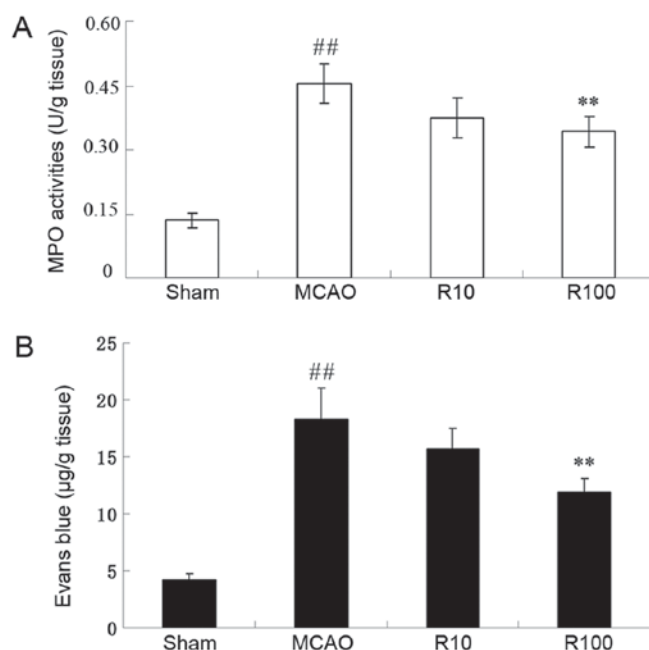 A
MPO activities (U/g tissue)
0.60
0.45
0.30
0.15
0
##
**
Sham MCAO R10 R100
B
Evans blue (µg/g tissue)
25
20
15
10
5
0
##
**
Sham MCAO R10 R100